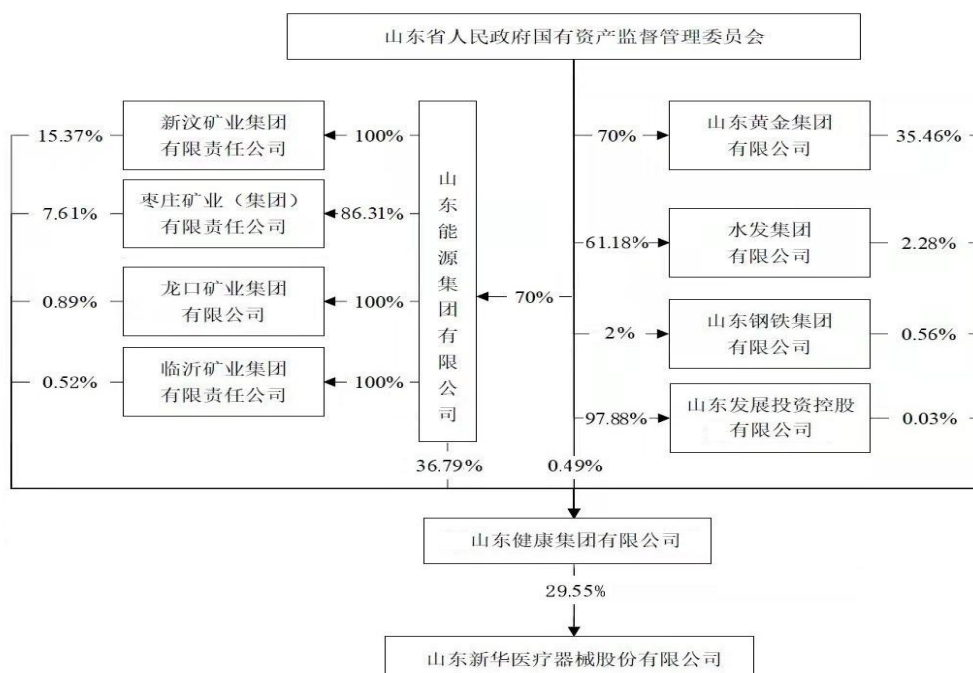 山东省人民政府国有资产监督管理委员会
15.37%
新汶矿业集团
有限责任公司
100%
70%
山东黄金集团
有限公司
35.46%
7.61%
枣庄矿业（集团）
有限责任公司
86.31%
山东能源集团有限公司
61.18%
水发集团
有限公司
2.28%
0.89%
龙口矿业集团
有限公司
100%
70%
2%
山东钢铁集团
有限公司
0.56%
0.52%
临沂矿业集团
有限责任公司
100%
97.88%
山东发展投资控股
有限公司
0.03%
36.79%
0.49%
山东健康集团有限公司
29.55%
山东新华医疗器械股份有限公司